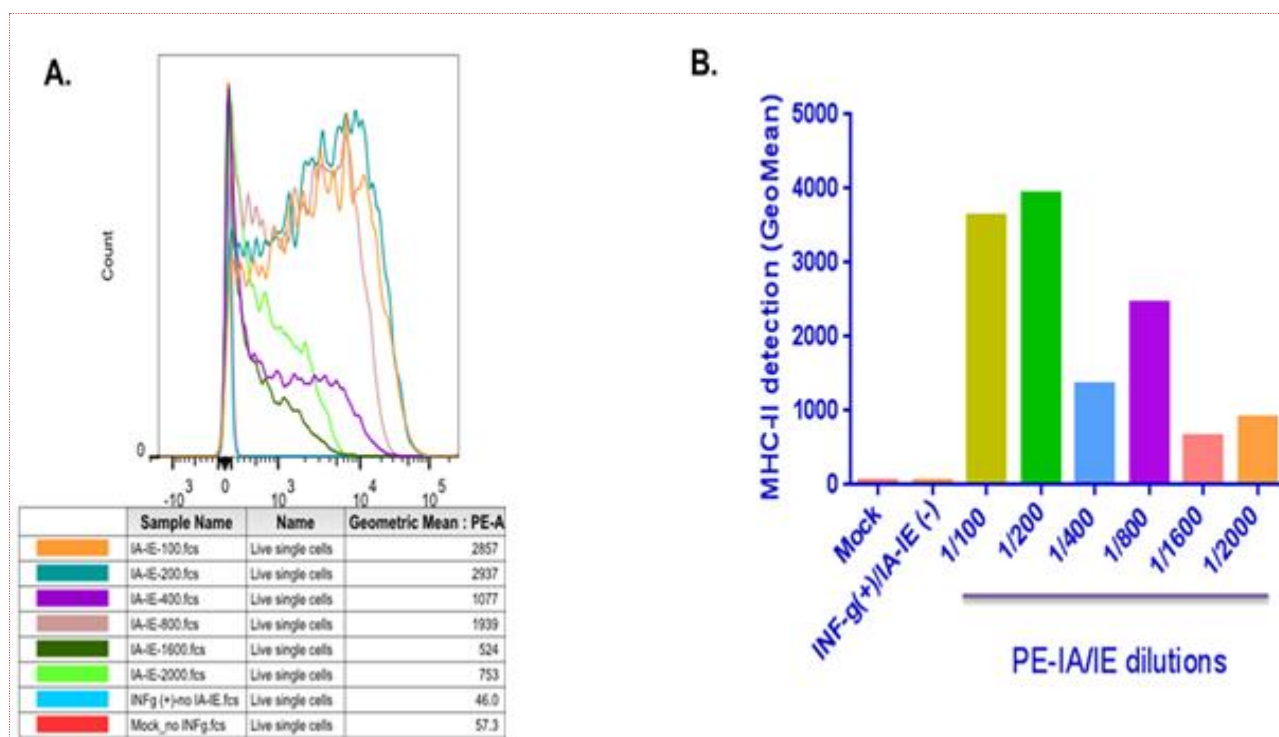 A.
Count
0
-10 3 0 10 3 10 4 10 5
Sample Name Name Geometric Mean : PE-A
IA-IE-100.fcs Live single cells 2857
IA-IE-200.fcs Live single cells 2937
IA-IE-400.fcs Live single cells 1077
IA-IE-800.fcs Live single cells 1939
IA-IE-1600.fcs Live single cells 524
IA-IE-2000.fcs Live single cells 753
INFg (+)-no IA-IE.fcs Live single cells 46.0
Mock_no INFg.fcs Live single cells 57.3
B.
MHC-II detection (GeoMean)
5000
4000
3000
2000
1000
0
Mock
INF-g(+)/IA-IE (-)
1/100
1/200
1/400
1/800
1/1600
1/2000
PE-IA/IE dilutions